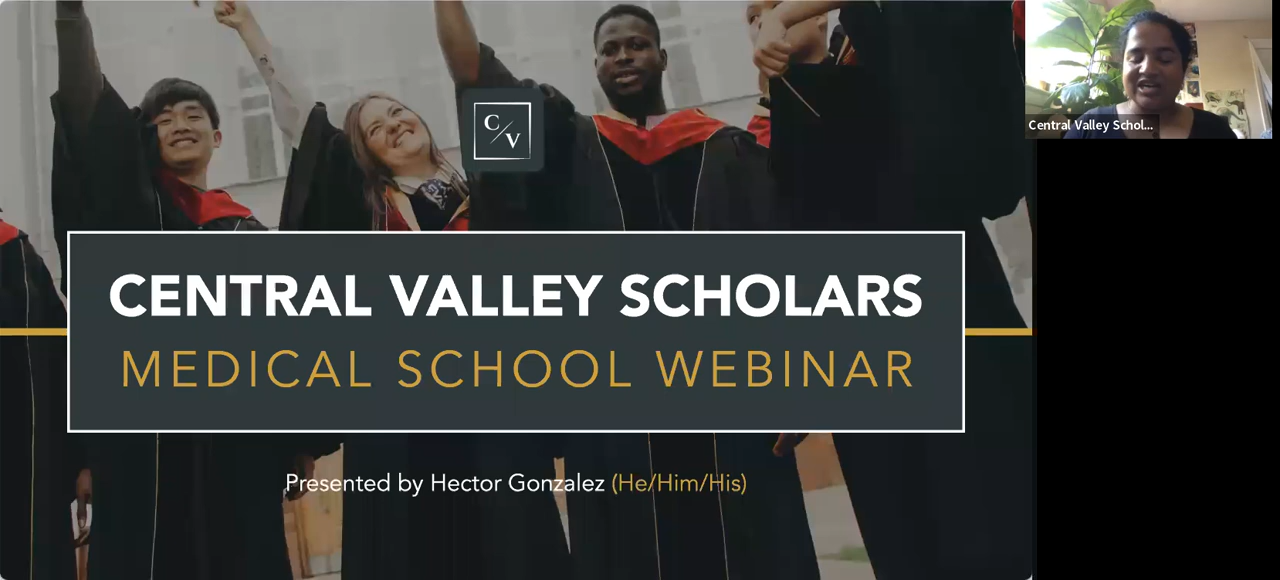 C
V
Central Valley Schol...
CENTRAL VALLEY SCHOLARS
MEDICAL SCHOOL WEBINAR
Presented by Hector Gonzalez (He/Him/His)